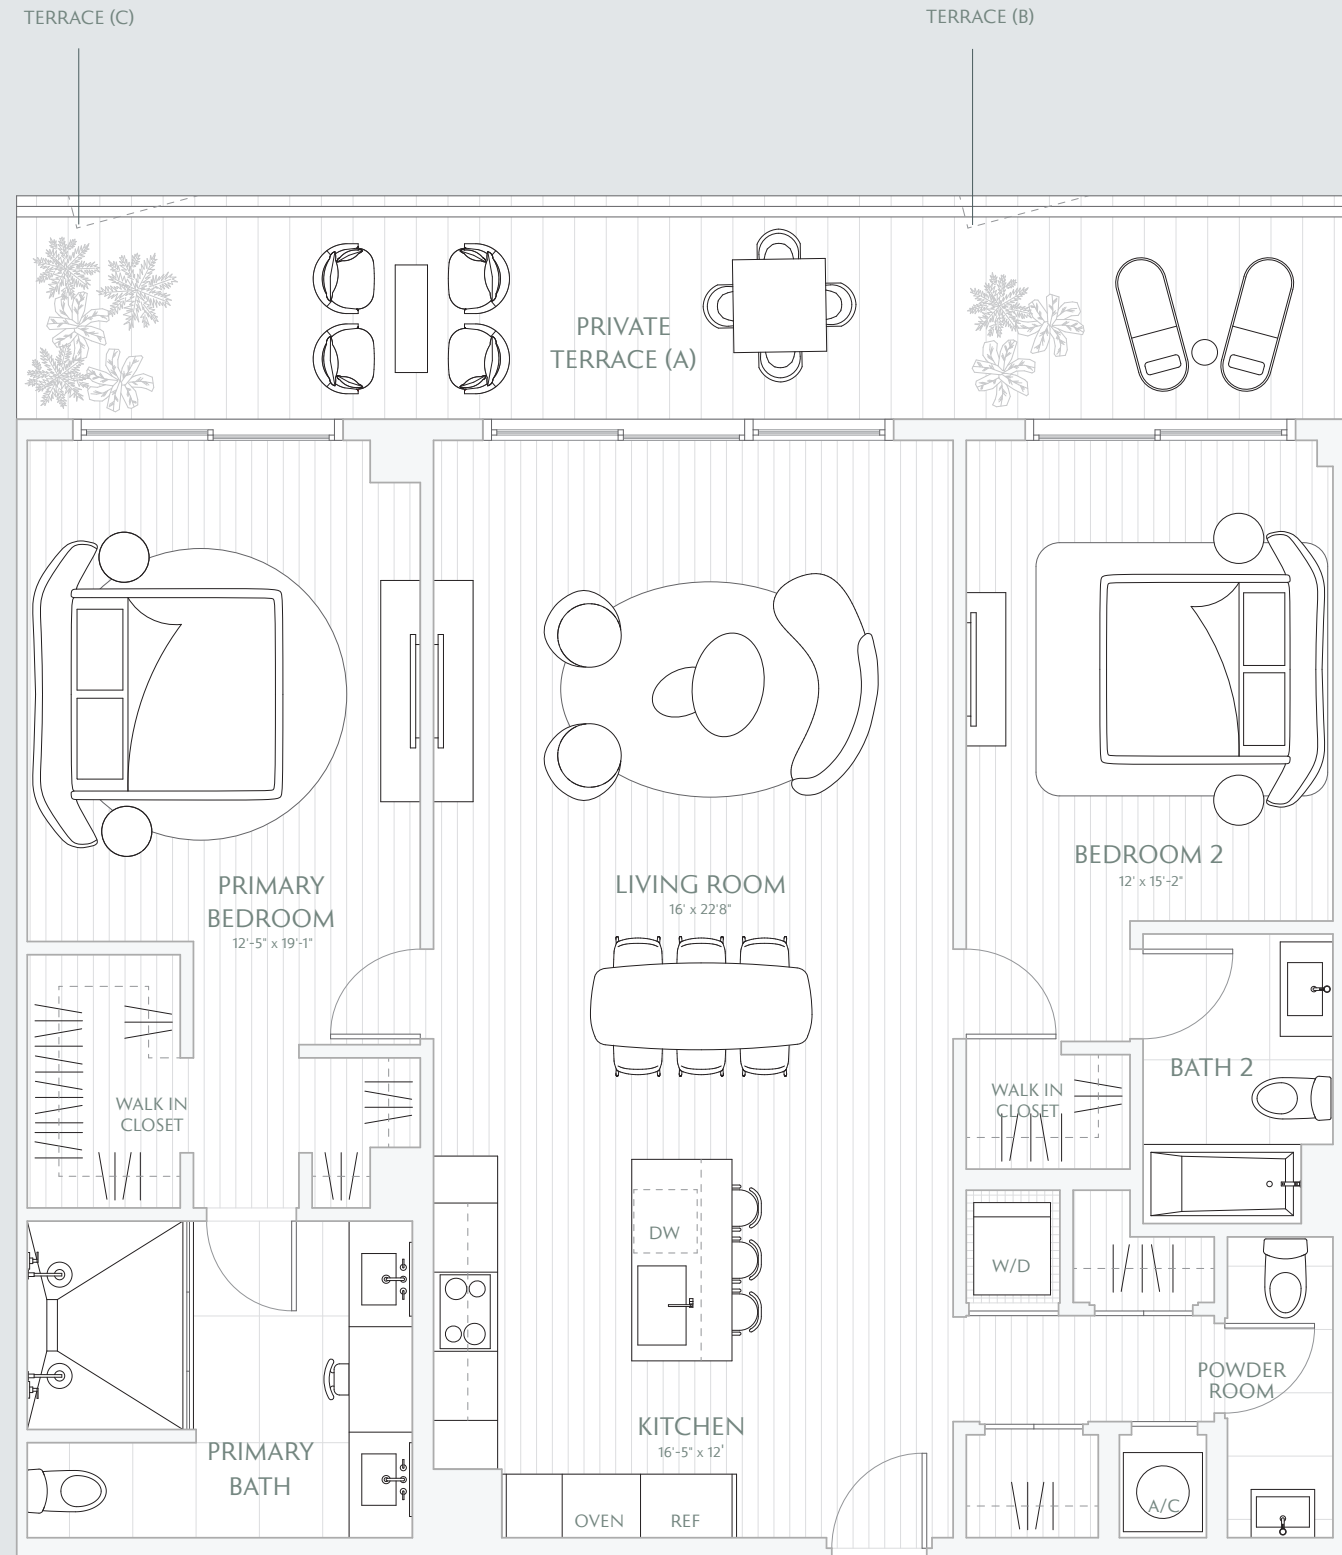 TERRACE (C)
TERRACE (B)
PRIVATE
TERRACE (A)
PRIMARY
BEDROOM
12'-5" x 19'-1"
LIVING ROOM
16' x 22'8"
BEDROOM 2
12' x 15'-2"
WALK IN
CLOSET
WALK IN
CLOSET
BATH 2
DW
W/D
POWDER
ROOM
PRIMARY
BATH
KITCHEN
16'-5" x 12'
OVEN
REF
A/C